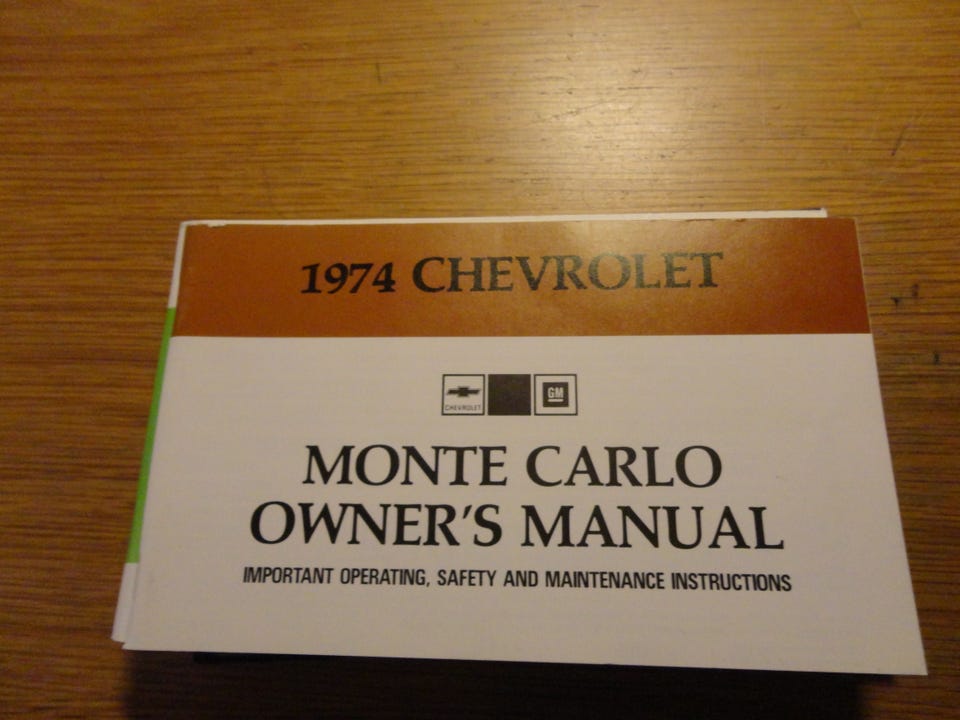 1974 CHEVROLET
CHEVROLET
GM
MONTE CARLO
OWNER'S MANUAL
IMPORTANT OPERATING, SAFETY AND MAINTENANCE INSTRUCTIONS